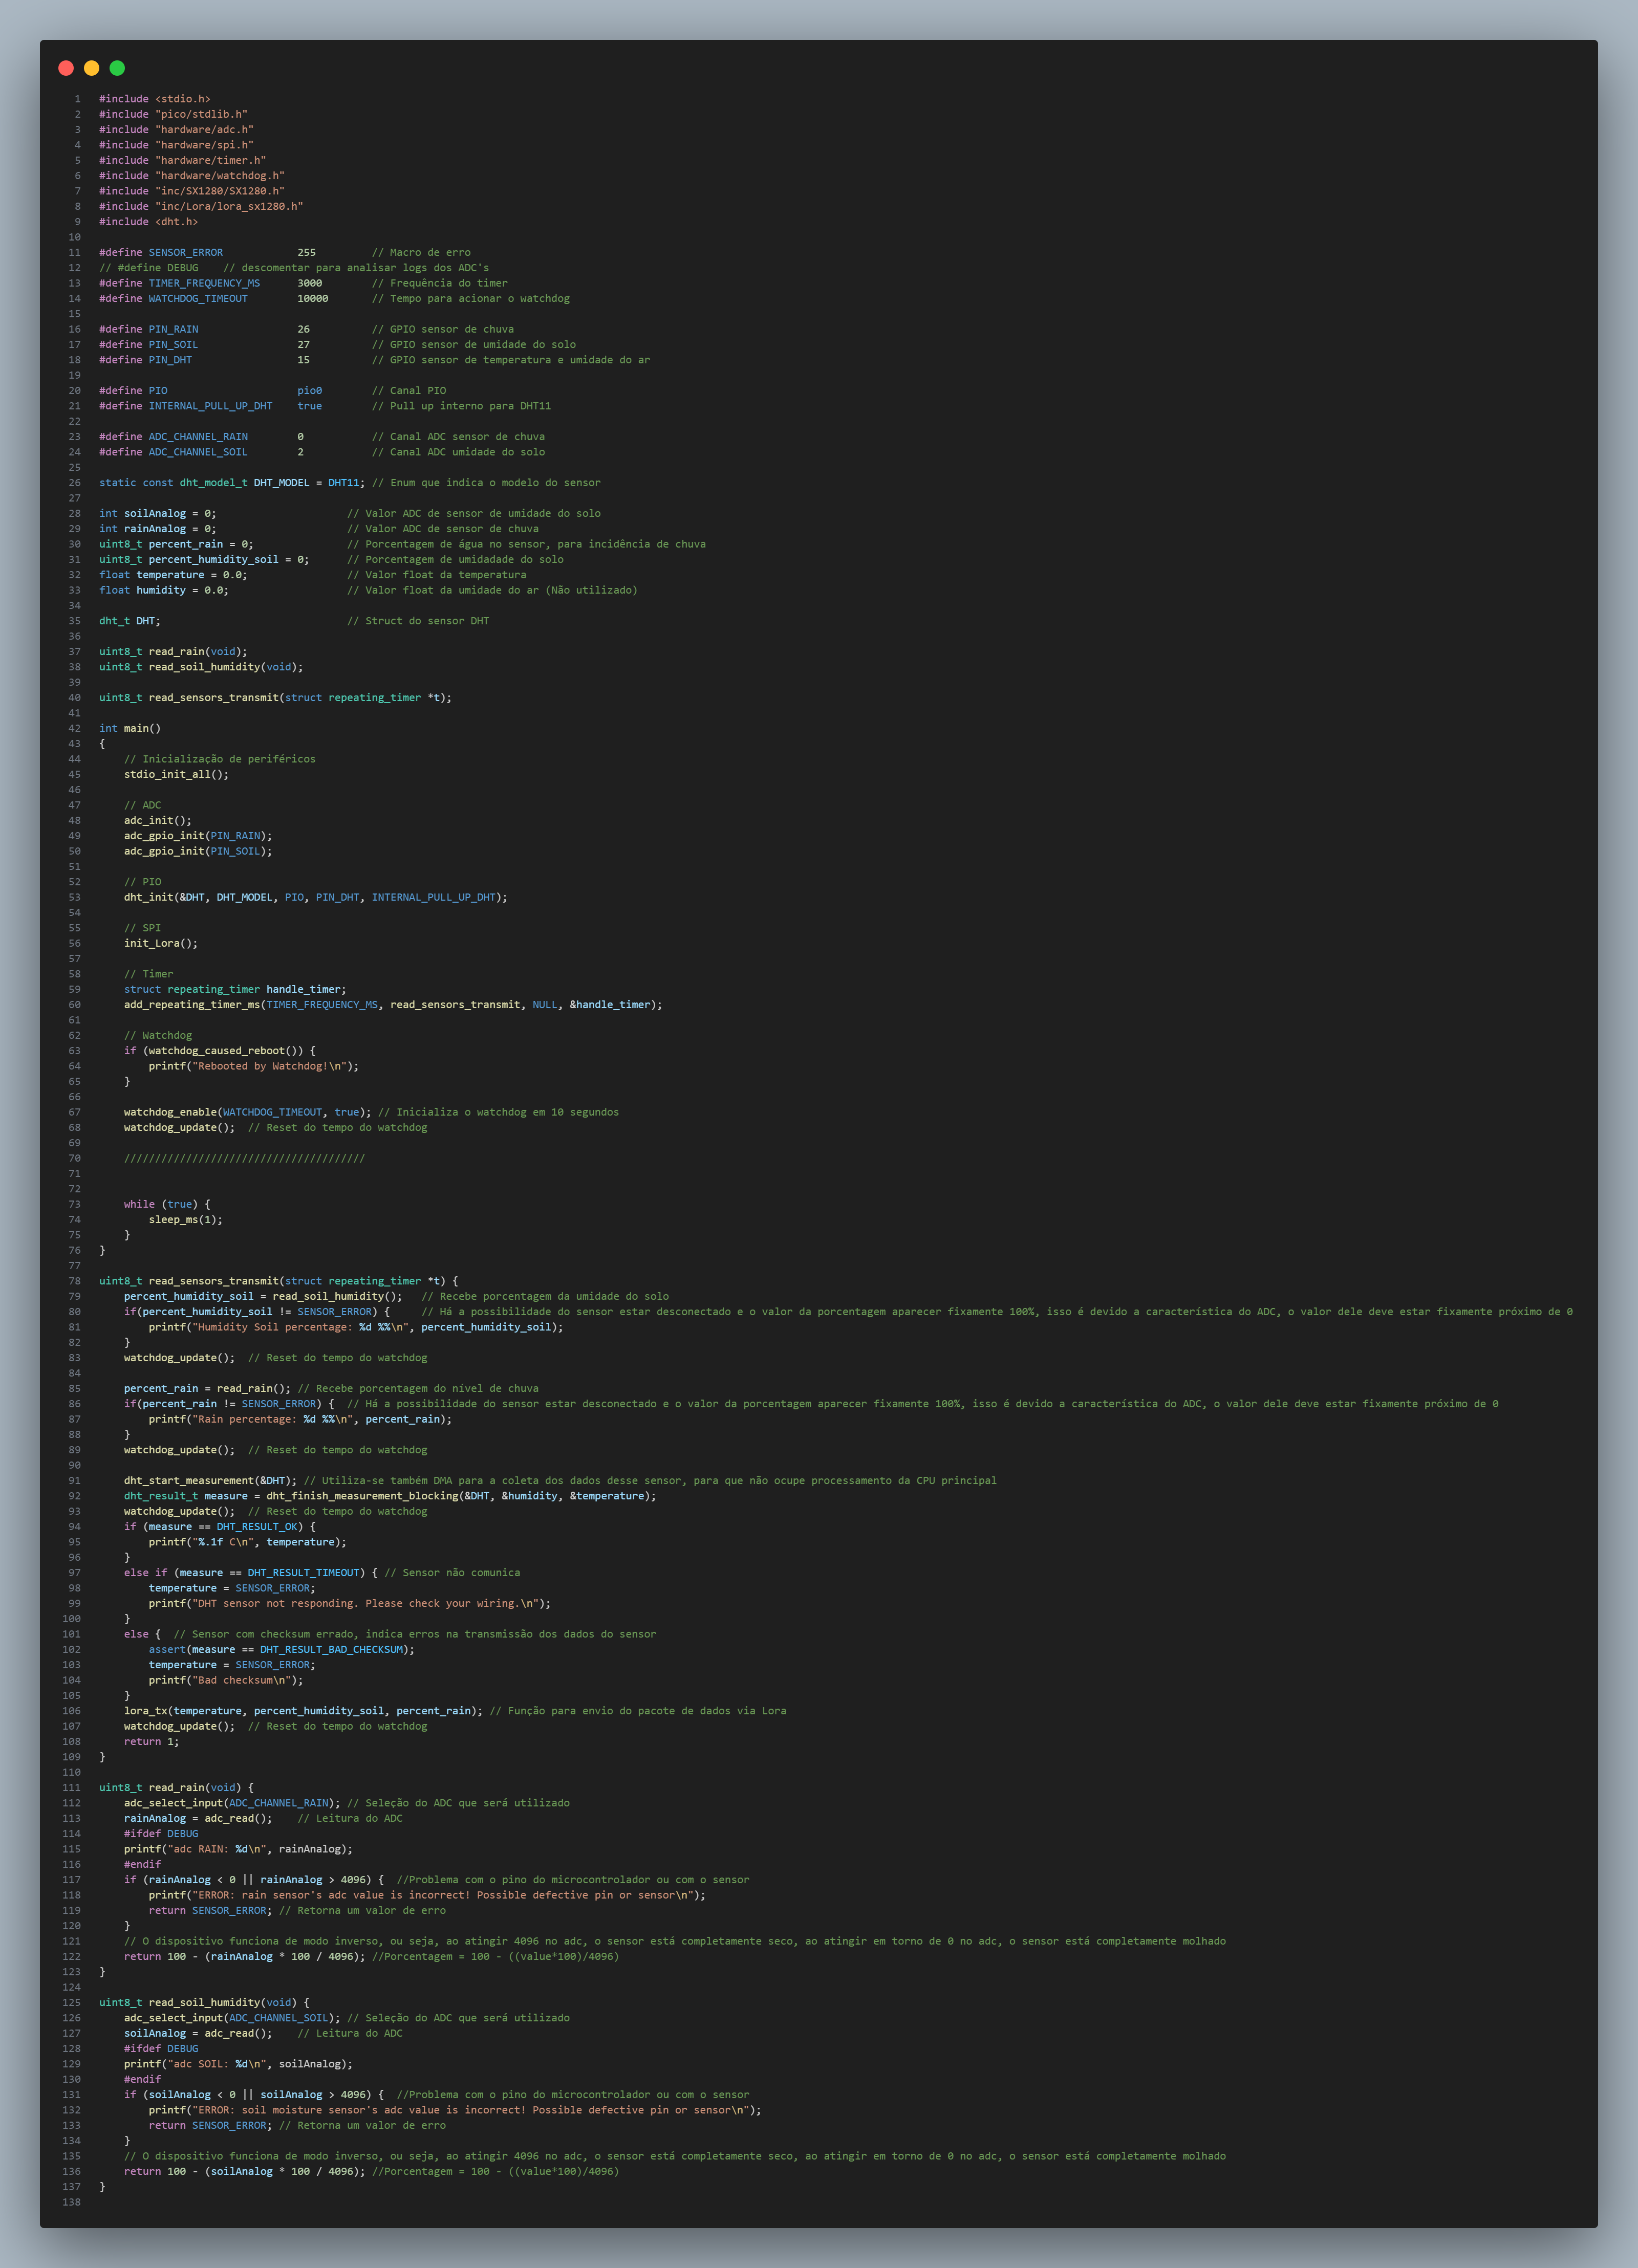 1 #include <stdio.h>
2 #include "pico/stdlib.h"
3 #include "hardware/adc.h"
4 #include "hardware/spi.h"
5 #include "hardware/timer.h"
6 #include "hardware/watchdog.h"
7 #include "inc/SX1280/SX1280.h"
8 #include "inc/Lora/lora_sx1280.h"
9 #include <dht.h>
10
11 #define SENSOR_ERROR            255         // Macro de erro
12 // #define DEBUG    // descomentar para analisar logs dos ADC's
13 #define TIMER_FREQUENCY_MS      3000        // Frequência do timer
14 #define WATCHDOG_TIMEOUT        10000       // Tempo para acionar o watchdog
15
16 #define PIN_RAIN                26          // GPIO sensor de chuva
17 #define PIN_SOIL                27          // GPIO sensor de umidade do solo
18 #define PIN_DHT                 15          // GPIO sensor de temperatura e umidade do ar
19
20 #define PIO                     pio0        // Canal PIO
21 #define INTERNAL_PULL_UP_DHT    true        // Pull up interno para DHT11
22
23 #define ADC_CHANNEL_RAIN        0           // Canal ADC sensor de chuva
24 #define ADC_CHANNEL_SOIL        2           // Canal ADC umidade do solo
25
26 static const dht_model_t DHT_MODEL = DHT11; // Enum que indica o modelo do sensor
27
28 int soilAnalog = 0;                     // Valor ADC de sensor de umidade do solo
29 int rainAnalog = 0;                     // Valor ADC de sensor de chuva
30 uint8_t percent_rain = 0;               // Porcentagem de água no sensor, para incidência de chuva
31 uint8_t percent_humidity_soil = 0;      // Porcentagem de umidadade do solo
32 float temperature = 0.0;                // Valor float da temperatura
33 float humidity = 0.0;                   // Valor float da umidade do ar (Não utilizado)
34
35 dht_t DHT;                              // Struct do sensor DHT
36
37 uint8_t read_rain(void);
38 uint8_t read_soil_humidity(void);
39
40 uint8_t read_sensors_transmit(struct repeating_timer *t);
41
42 int main()
43 {
44     // Inicialização de periféricos
45     stdio_init_all();
46
47     // ADC
48     adc_init();
49     adc_gpio_init(PIN_RAIN);
50     adc_gpio_init(PIN_SOIL);
51
52     // PIO
53     dht_init(&DHT, DHT_MODEL, PIO, PIN_DHT, INTERNAL_PULL_UP_DHT);
54
55     // SPI
56     init_Lora();
57
58     // Timer
59     struct repeating_timer handle_timer;
60     add_repeating_timer_ms(TIMER_FREQUENCY_MS, read_sensors_transmit, NULL, &handle_timer);
61
62     // Watchdog
63     if (watchdog_caused_reboot()) {
64         printf("Rebooted by Watchdog!\n");
65     }
66
67     watchdog_enable(WATCHDOG_TIMEOUT, true); // Inicializa o watchdog em 10 segundos
68     watchdog_update();  // Reset do tempo do watchdog
69
70     ///////////////////////////////////////
71
72
73     while (true) {
74         sleep_ms(1);
75     }
76 }
77
78 uint8_t read_sensors_transmit(struct repeating_timer *t) {
79     percent_humidity_soil = read_soil_humidity();   // Recebe porcentagem da umidade do solo
80     if(percent_humidity_soil != SENSOR_ERROR) {     // Há a possibilidade do sensor estar desconectado e o valor da porcentagem aparecer fixamente 100%, isso é devido a característica do ADC, o valor dele deve estar fixamente próximo de 0
81         printf("Humidity Soil percentage: %d %%\n", percent_humidity_soil);
82     }
83     watchdog_update();  // Reset do tempo do watchdog
84
85     percent_rain = read_rain(); // Recebe porcentagem do nível de chuva
86     if(percent_rain != SENSOR_ERROR) {  // Há a possibilidade do sensor estar desconectado e o valor da porcentagem aparecer fixamente 100%, isso é devido a característica do ADC, o valor dele deve estar fixamente próximo de 0
87         printf("Rain percentage: %d %%\n", percent_rain);
88     }
89     watchdog_update();  // Reset do tempo do watchdog
90
91     dht_start_measurement(&DHT); // Utiliza-se também DMA para a coleta dos dados desse sensor, para que não ocupe processamento da CPU principal
92     dht_result_t measure = dht_finish_measurement_blocking(&DHT, &humidity, &temperature);
93     watchdog_update();  // Reset do tempo do watchdog
94     if (measure == DHT_RESULT_OK) {
95         printf("%.1f C\n", temperature);
96     }
97     else if (measure == DHT_RESULT_TIMEOUT) { // Sensor não comunica
98         temperature = SENSOR_ERROR;
99         printf("DHT sensor not responding. Please check your wiring.\n");
100     }
101     else {  // Sensor com checksum errado, indica erros na transmissão dos dados do sensor
102         assert(measure == DHT_RESULT_BAD_CHECKSUM);
103         temperature = SENSOR_ERROR;
104         printf("Bad checksum\n");
105     }
106     lora_tx(temperature, percent_humidity_soil, percent_rain); // Função para envio do pacote de dados via Lora
107     watchdog_update();  // Reset do tempo do watchdog
108     return 1;
109 }
110
111 uint8_t read_rain(void) {
112     adc_select_input(ADC_CHANNEL_RAIN); // Seleção do ADC que será utilizado
113     rainAnalog = adc_read();    // Leitura do ADC
114     #ifdef DEBUG
115     printf("adc RAIN: %d\n", rainAnalog);
116     #endif
117     if (rainAnalog < 0 || rainAnalog > 4096) {  //Problema com o pino do microcontrolador ou com o sensor
118         printf("ERROR: rain sensor's adc value is incorrect! Possible defective pin or sensor\n");
119         return SENSOR_ERROR; // Retorna um valor de erro
120     }
121     // O dispositivo funciona de modo inverso, ou seja, ao atingir 4096 no adc, o sensor está completamente seco, ao atingir em torno de 0 no adc, o sensor está completamente molhado
122     return 100 - (rainAnalog * 100 / 4096); //Porcentagem = 100 - ((value*100)/4096)
123 }
124
125 uint8_t read_soil_humidity(void) {
126     adc_select_input(ADC_CHANNEL_SOIL); // Seleção do ADC que será utilizado
127     soilAnalog = adc_read();    // Leitura do ADC
128     #ifdef DEBUG
129     printf("adc SOIL: %d\n", soilAnalog);
130     #endif
131     if (soilAnalog < 0 || soilAnalog > 4096) {  //Problema com o pino do microcontrolador ou com o sensor
132         printf("ERROR: soil moisture sensor's adc value is incorrect! Possible defective pin or sensor\n");
133         return SENSOR_ERROR; // Retorna um valor de erro
134     }
135     // O dispositivo funciona de modo inverso, ou seja, ao atingir 4096 no adc, o sensor está completamente seco, ao atingir em torno de 0 no adc, o sensor está completamente molhado
136     return 100 - (soilAnalog * 100 / 4096); //Porcentagem = 100 - ((value*100)/4096)
137 }
138